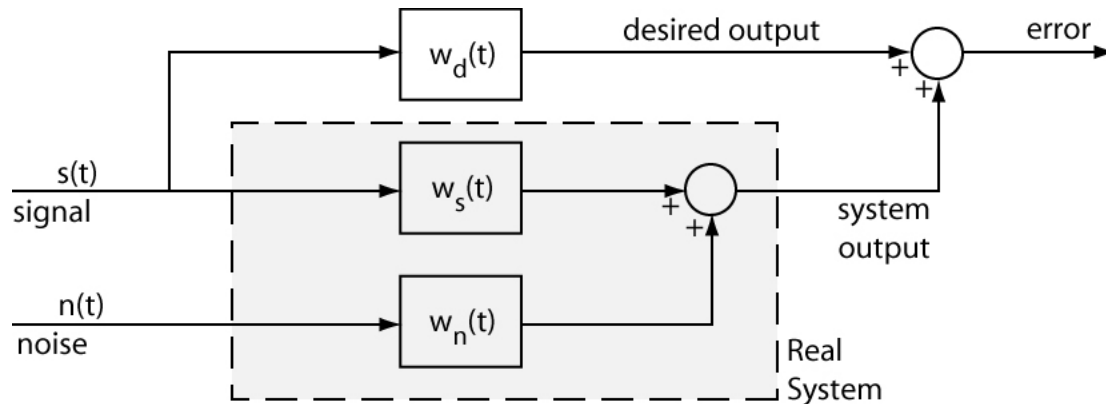 desired output
error
w_d(t)
+
+
s(t)
signal
w_s(t)
+
+
system
output
n(t)
noise
w_n(t)
Real
System